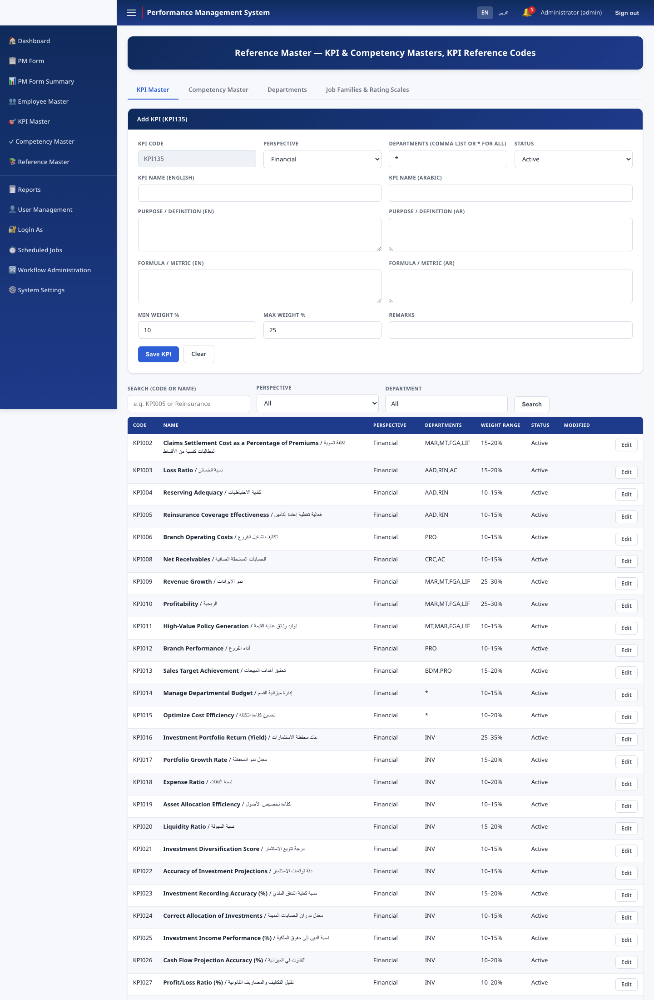 Performance Management System
EN
عربي
3
Administrator (admin)
Sign out
Dashboard
PM Form
PM Form Summary
Employee Master
KPI Master
✓ Competency Master
Reference Master
Reports
User Management
Login As
Scheduled Jobs
Workflow Administration
System Settings
Reference Master — KPI & Competency Masters, KPI Reference Codes
KPI Master Competency Master Departments Job Families & Rating Scales
Add KPI (KPI135)
KPI CODE PERSPECTIVE DEPARTMENTS (COMMA LIST OR * FOR ALL) STATUS
KPI135 Financial * Active
KPI NAME (ENGLISH) KPI NAME (ARABIC)
PURPOSE / DEFINITION (EN) PURPOSE / DEFINITION (AR)
FORMULA / METRIC (EN) FORMULA / METRIC (AR)
MIN WEIGHT % MAX WEIGHT % REMARKS
10 25
Save KPI Clear
SEARCH (CODE OR NAME) PERSPECTIVE DEPARTMENT
e.g. KPI005 or Reinsurance All All Search
CODE NAME PERSPECTIVE DEPARTMENTS WEIGHT RANGE STATUS MODIFIED
KPI002 Claims Settlement Cost as a Percentage of Premiums / تكلفة تسوية Financial MAR,MT,FGA,LIF 15–20% Active Edit
المطالبات كنسبة من الأقساط
KPI003 Loss Ratio / نسبة الخسائر Financial AAD,RIN,AC 15–20% Active Edit
KPI004 Reserving Adequacy / كفاية الاحتياطيات Financial AAD,RIN 10–15% Active Edit
KPI005 Reinsurance Coverage Effectiveness / فعالية تغطية إعادة التأمين Financial AAD,RIN 10–15% Active Edit
KPI006 Branch Operating Costs / تكاليف تشغيل الفروع Financial PRO 10–15% Active Edit
KPI008 Net Receivables / الحسابات المستحقة الصافية Financial CRC,AC 10–15% Active Edit
KPI009 Revenue Growth / نمو الإيرادات Financial MAR,MT,FGA,LIF 25–30% Active Edit
KPI010 Profitability / الربحية Financial MAR,MT,FGA,LIF 25–30% Active Edit
KPI011 High-Value Policy Generation / توليد وثائق عالية القيمة Financial MT,MAR,FGA,LIF 10–15% Active Edit
KPI012 Branch Performance / أداء الفروع Financial PRO 10–15% Active Edit
KPI013 Sales Target Achievement / تحقيق أهداف المبيعات Financial BDM,PRO 15–20% Active Edit
KPI014 Manage Departmental Budget / إدارة ميزانية القسم Financial * 10–15% Active Edit
KPI015 Optimize Cost Efficiency / تحسين كفاءة التكلفة Financial * 10–20% Active Edit
KPI016 Investment Portfolio Return (Yield) / عائد محفظة الاستثمارات Financial INV 25–35% Active Edit
KPI017 Portfolio Growth Rate / معدل نمو المحفظة Financial INV 15–20% Active Edit
KPI018 Expense Ratio / نسبة النفقات Financial INV 10–20% Active Edit
KPI019 Asset Allocation Efficiency / كفاءة تخصيص الأصول Financial INV 10–15% Active Edit
KPI020 Liquidity Ratio / نسبة السيولة Financial INV 15–20% Active Edit
KPI021 Investment Diversification Score / درجة تنويع الاستثمار Financial INV 10–15% Active Edit
KPI022 Accuracy of Investment Projections / دقة توقعات الاستثمار Financial INV 10–15% Active Edit
KPI023 Investment Recording Accuracy (%) / نسبة كفاية التدفق النقدي Financial INV 15–20% Active Edit
KPI024 Correct Allocation of Investments / معدل دوران الحسابات المدينة Financial INV 10–15% Active Edit
KPI025 Investment Income Performance (%) / نسبة الدين إلى حقوق الملكية Financial INV 10–15% Active Edit
KPI026 Cash Flow Projection Accuracy (%) / التفاوت في الميزانية Financial INV 10–20% Active Edit
KPI027 Profit/Loss Ratio (%) / تقليل التكاليف والمصاريف القانونية Financial INV 10–20% Active Edit